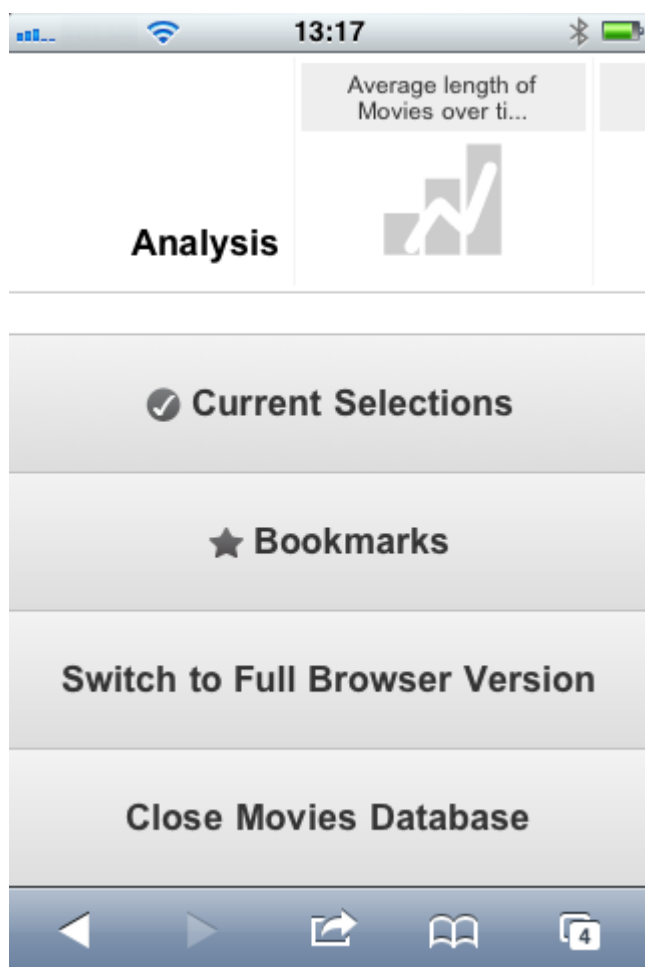 13:17
Average length of
Movies over ti...
Analysis
Current Selections
Bookmarks
Switch to Full Browser Version
Close Movies Database
4